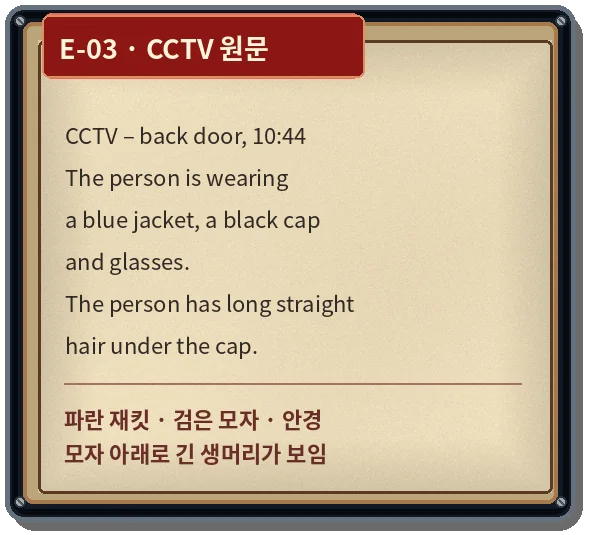 E-03 · CCTV 원문
CCTV – back door, 10:44
The person is wearing
a blue jacket, a black cap
and glasses.
The person has long straight
hair under the cap.
파란 재킷 · 검은 모자 · 안경
모자 아래로 긴 생머리가 보임